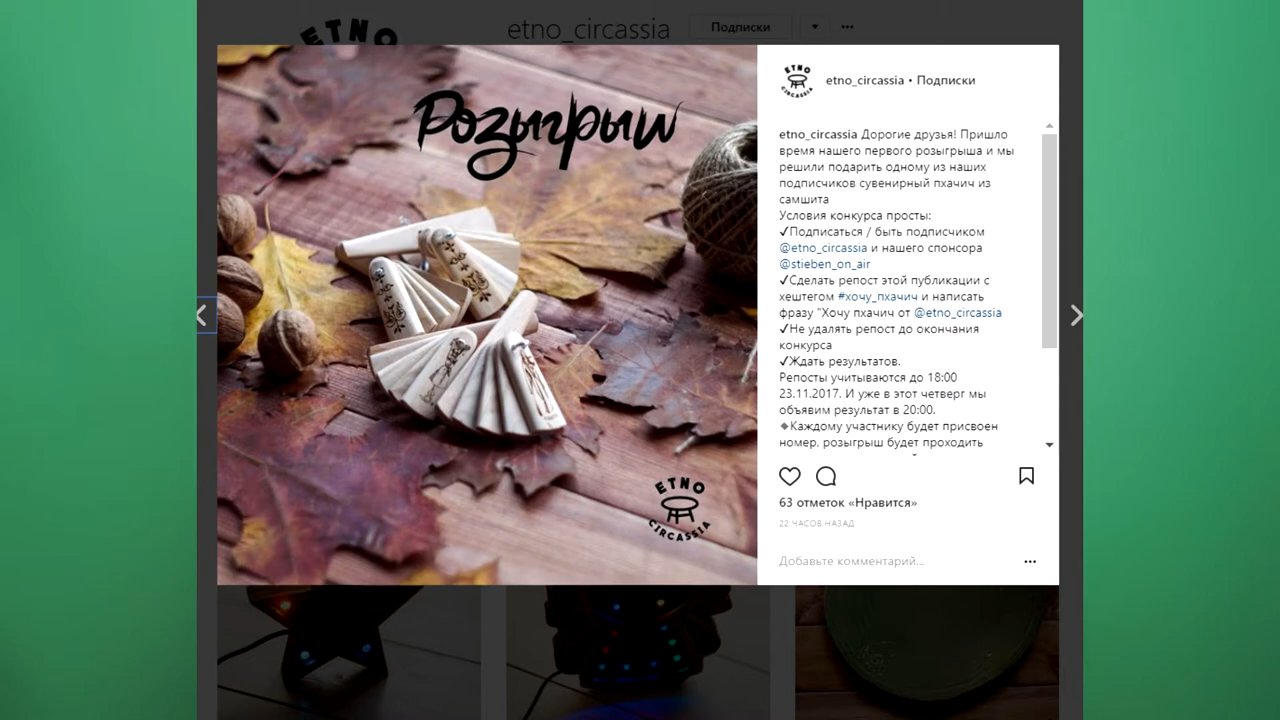 ETNO
etno_circassia
Подписки
Розыгрыш
ETNO
CIRCASSIA
ETNO
CIRCASSIA
etno_circassia • Подписки
etno_circassia Дорогие друзья! Пришло
время нашего первого розыгрыша и мы
решили подарить одному из наших
подписчиков сувенирный пхачич из
самшита
Условия конкурса просты:
✓Подписаться / быть подписчиком
@etno_circassia и нашего спонсора
@stieben_on_air
✓Сделать репост этой публикации с
хештегом #хочу_пхачич и написать
фразу "Хочу пхачич от @etno_circassia
✓Не удалять репост до окончания
конкурса
✓Ждать результатов.
Репосты учитываются до 18:00
23.11.2017. И уже в этот четверг мы
объявим результат в 20:00.
🔸Каждому участнику будет присвоен
номер, розыгрыш будет проходить
63 отметок «Нравится»
22 ЧАСОВ НАЗАД
Добавьте комментарий...